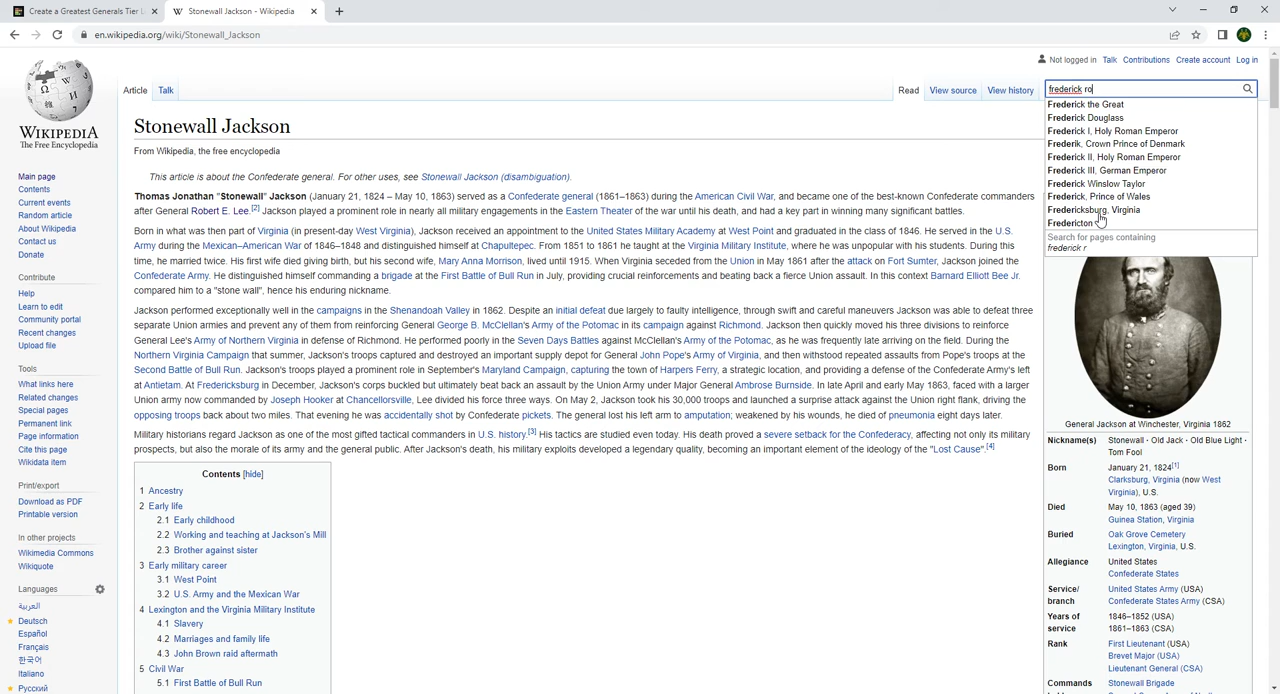 Create a Greatest Generals Tier L
Stonewall Jackson - Wikipedia
en.wikipedia.org/wiki/Stonewall_Jackson
Not logged in Talk Contributions Create account Log in
WIKIPEDIA
The Free Encyclopedia
Main page
Contents
Current events
Random article
About Wikipedia
Contact us
Donate
Contribute
Help
Learn to edit
Community portal
Recent changes
Upload file
Tools
What links here
Related changes
Special pages
Permanent link
Page information
Cite this page
Wikidata item
Print/export
Download as PDF
Printable version
In other projects
Wikimedia Commons
Wikiquote
Languages
العربية
Deutsch
Español
Français
한국어
Italiano
Русский
Article Talk
Read View source View history
frederick ro
Frederick the Great
Frederick Douglass
Frederick I, Holy Roman Emperor
Frederik, Crown Prince of Denmark
Frederick II, Holy Roman Emperor
Frederick III, German Emperor
Frederick Winslow Taylor
Frederick, Prince of Wales
Fredericksburg, Virginia
Fredericton
Search for pages containing
frederick r
Stonewall Jackson
From Wikipedia, the free encyclopedia
This article is about the Confederate general. For other uses, see Stonewall Jackson (disambiguation).
Thomas Jonathan "Stonewall" Jackson (January 21, 1824 – May 10, 1863) served as a Confederate general (1861–1863) during the American Civil War, and became one of the best-known Confederate commanders
after General Robert E. Lee.[2] Jackson played a prominent role in nearly all military engagements in the Eastern Theater of the war until his death, and had a key part in winning many significant battles.
Born in what was then part of Virginia (in present-day West Virginia), Jackson received an appointment to the United States Military Academy at West Point and graduated in the class of 1846. He served in the U.S.
Army during the Mexican–American War of 1846–1848 and distinguished himself at Chapultepec. From 1851 to 1861 he taught at the Virginia Military Institute, where he was unpopular with his students. During this
time, he married twice. His first wife died giving birth, but his second wife, Mary Anna Morrison, lived until 1915. When Virginia seceded from the Union in May 1861 after the attack on Fort Sumter, Jackson joined the
Confederate Army. He distinguished himself commanding a brigade at the First Battle of Bull Run in July, providing crucial reinforcements and beating back a fierce Union assault. In this context Barnard Elliott Bee Jr.
compared him to a "stone wall", hence his enduring nickname.
Jackson performed exceptionally well in the campaigns in the Shenandoah Valley in 1862. Despite an initial defeat due largely to faulty intelligence, through swift and careful maneuvers Jackson was able to defeat three
separate Union armies and prevent any of them from reinforcing General George B. McClellan's Army of the Potomac in its campaign against Richmond. Jackson then quickly moved his three divisions to reinforce
General Lee's Army of Northern Virginia in defense of Richmond. He performed poorly in the Seven Days Battles against McClellan's Army of the Potomac, as he was frequently late arriving on the field. During the
Northern Virginia Campaign that summer, Jackson's troops captured and destroyed an important supply depot for General John Pope's Army of Virginia, and then withstood repeated assaults from Pope's troops at the
Second Battle of Bull Run. Jackson's troops played a prominent role in September's Maryland Campaign, capturing the town of Harpers Ferry, a strategic location, and providing a defense of the Confederate Army's left
at Antietam. At Fredericksburg in December, Jackson's corps buckled but ultimately beat back an assault by the Union Army under Major General Ambrose Burnside. In late April and early May 1863, faced with a larger
Union army now commanded by Joseph Hooker at Chancellorsville, Lee divided his force three ways. On May 2, Jackson took his 30,000 troops and launched a surprise attack against the Union right flank, driving the
opposing troops back about two miles. That evening he was accidentally shot by Confederate pickets. The general lost his left arm to amputation; weakened by his wounds, he died of pneumonia eight days later.
Military historians regard Jackson as one of the most gifted tactical commanders in U.S. history.[3] His tactics are studied even today. His death proved a severe setback for the Confederacy, affecting not only its military
prospects, but also the morale of its army and the general public. After Jackson's death, his military exploits developed a legendary quality, becoming an important element of the ideology of the "Lost Cause".[4]
Contents [hide]
1 Ancestry
2 Early life
2.1 Early childhood
2.2 Working and teaching at Jackson's Mill
2.3 Brother against sister
3 Early military career
3.1 West Point
3.2 U.S. Army and the Mexican War
4 Lexington and the Virginia Military Institute
4.1 Slavery
4.2 Marriages and family life
4.3 John Brown raid aftermath
5 Civil War
5.1 First Battle of Bull Run
General Jackson at Winchester, Virginia 1862
Nickname(s) Stonewall · Old Jack · Old Blue Light ·
Tom Fool
Born January 21, 1824[1]
Clarksburg, Virginia (now West
Virginia), U.S.
Died May 10, 1863 (aged 39)
Guinea Station, Virginia
Buried Oak Grove Cemetery
Lexington, Virginia, U.S.
Allegiance United States
Confederate States
Service/ United States Army (USA)
branch Confederate States Army (CSA)
Years of 1846–1852 (USA)
service 1861–1863 (CSA)
Rank First Lieutenant (USA)
Brevet Major (USA)
Lieutenant General (CSA)
Commands Stonewall Brigade